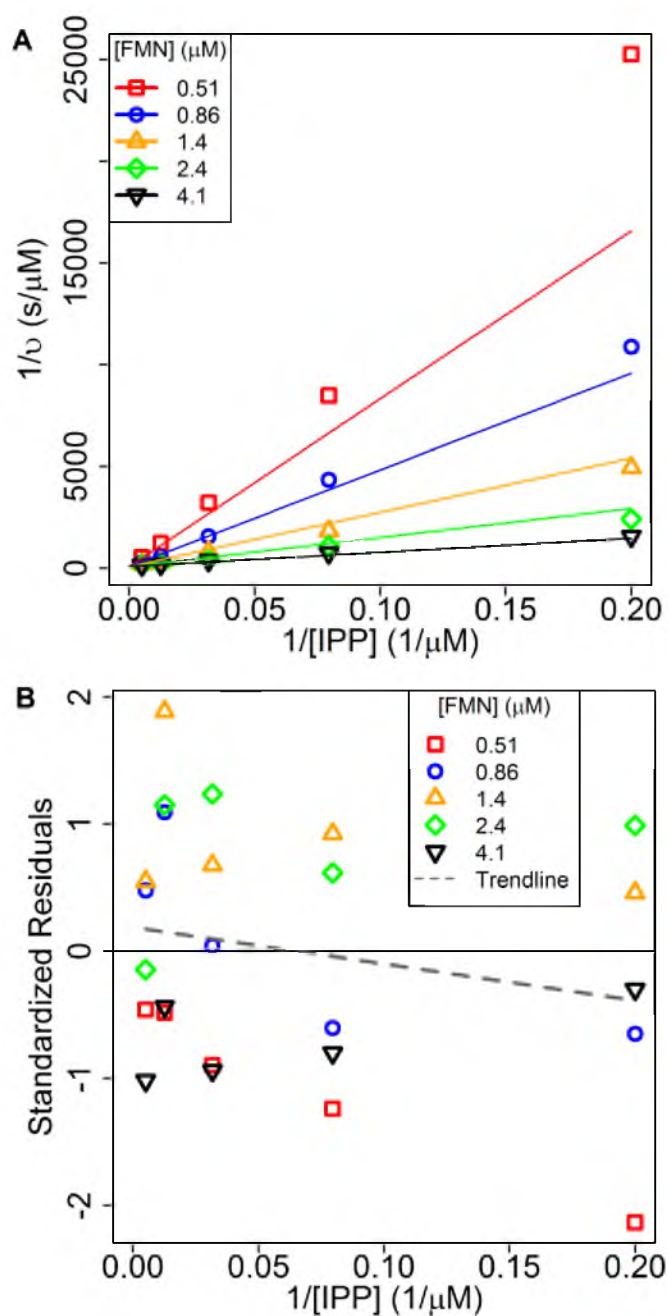 A
[FMN] (μM)
0.51
0.86
1.4
2.4
4.1
25000
15000
5000
0
1/υ (s/μM)
0.00 0.05 0.10 0.15 0.20
1/[IPP] (1/μM)
B
[FMN] (μM)
0.51
0.86
1.4
2.4
4.1
Trendline
2
1
0
-1
-2
Standardized Residuals
0.00 0.05 0.10 0.15 0.20
1/[IPP] (1/μM)